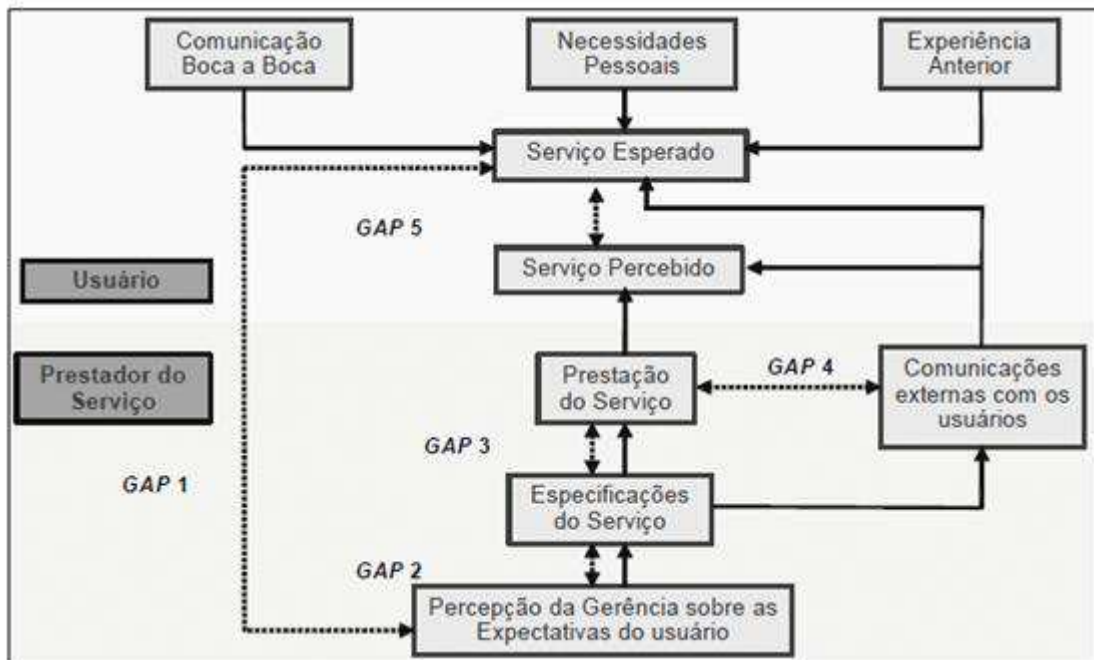 Comunicação
Boca a Boca
Necessidades
Pessoais
Experiência
Anterior
Serviço Esperado
GAP 5
Serviço Percebido
Usuário
Prestador do
Serviço
Prestação
do Serviço
GAP 4
Comunicações
externas com os
usuários
GAP 3
GAP 1
Especificações
do Serviço
GAP 2
Percepção da Gerência sobre as
Expectativas do usuário